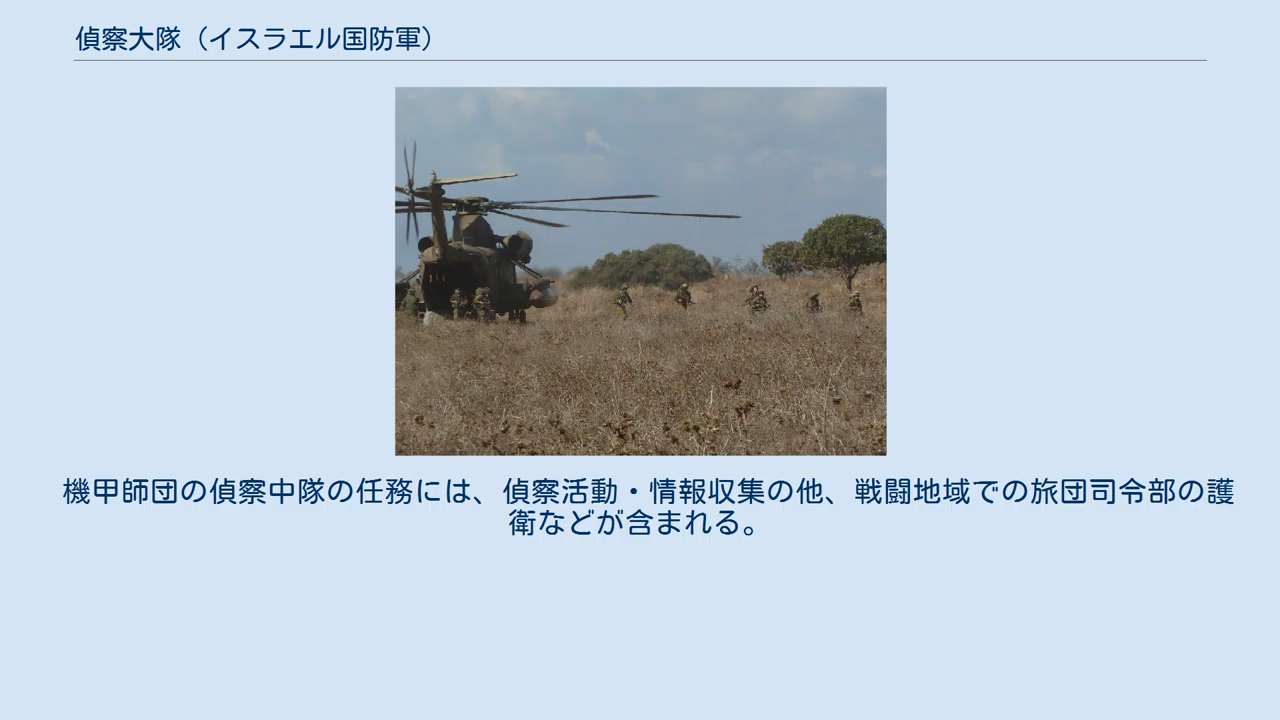 偵察大隊（イスラエル国防軍）
機甲師団の偵察中隊の任務には、偵察活動・情報収集の他、戦闘地域での旅団司令部の護
衛などが含まれる。